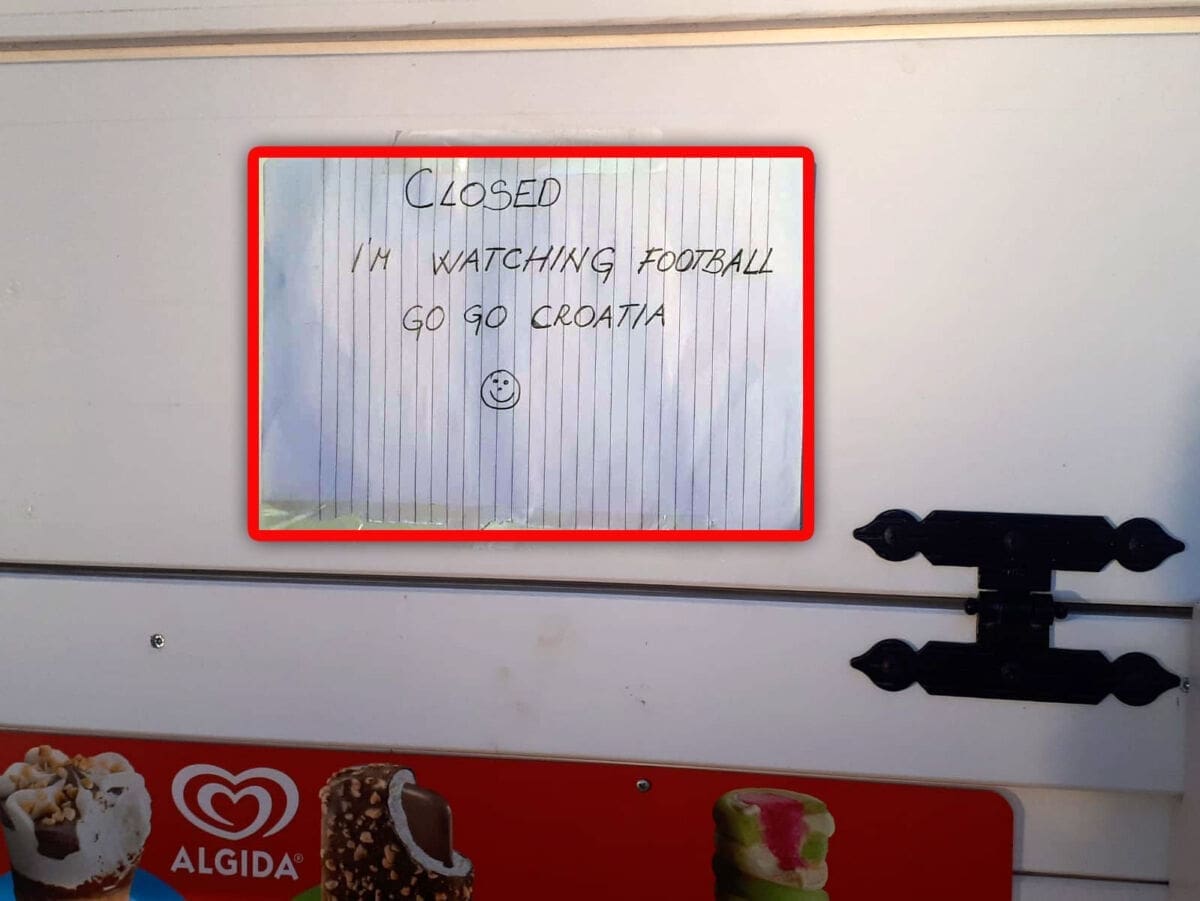 CLOSED
I'M WATCHING FOOTBALL
GO GO CROATIA
ALGIDA®